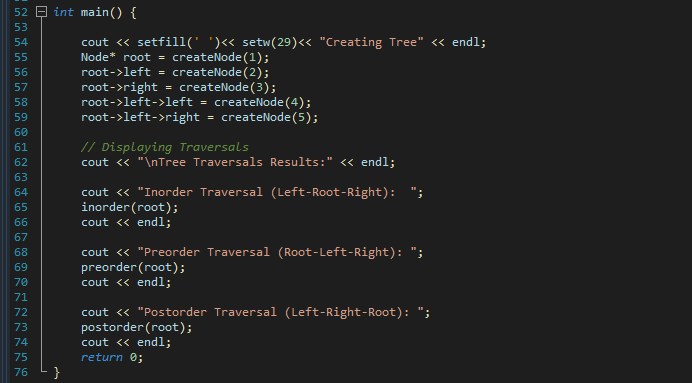 52 int main() {
53
54 cout << setfill(' ')<< setw(29)<< "Creating Tree" << endl;
55 Node* root = createNode(1);
56 root->left = createNode(2);
57 root->right = createNode(3);
58 root->left->left = createNode(4);
59 root->left->right = createNode(5);
60
61 // Displaying Traversals
62 cout << "\nTree Traversals Results:" << endl;
63
64 cout << "Inorder Traversal (Left-Root-Right):  ";
65 inorder(root);
66 cout << endl;
67
68 cout << "Preorder Traversal (Root-Left-Right): ";
69 preorder(root);
70 cout << endl;
71
72 cout << "Postorder Traversal (Left-Right-Root): ";
73 postorder(root);
74 cout << endl;
75 return 0;
76 }